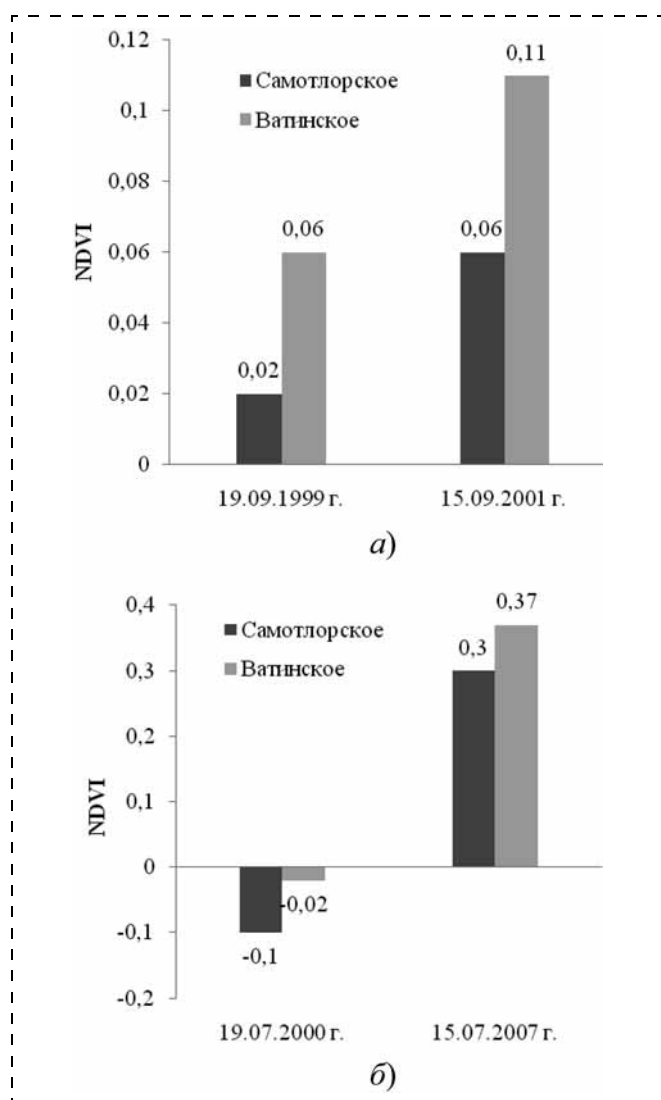 0,12
0,1
0,08
0,06
0,04
0,02
0
NDVI
Самотлорское
Ватинское
0,02
0,06
0,06
0,11
19.09.1999 г.
15.09.2001 г.
а)
0,4
0,3
0,2
0,1
0
-0,1
-0,2
NDVI
Самотлорское
Ватинское
-0,1
-0,02
0,3
0,37
19.07.2000 г.
15.07.2007 г.
б)